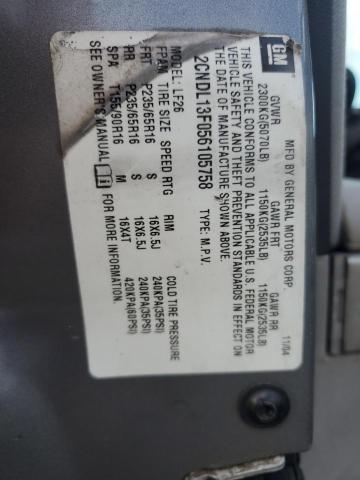 GM
MFD BY GENERAL MOTORS CORP. 11/04
GVWR GAWR FRT GAWR RR
2300KG(5070LB) 1150KG(2535LB) 1150KG(2535LB)
THIS VEHICLE CONFORMS TO ALL APPLICABLE U.S. FEDERAL MOTOR
VEHICLE SAFETY AND THEFT PREVENTION STANDARDS IN EFFECT ON
THE DATE OF MANUFACTURE SHOWN ABOVE.
2CNDL13F056105758 TYPE: M.P.V.
MODEL: LF26
FPAM TIRE SIZE SPEED RTG RIM COLD TIRE PRESSURE
FRT P235/65R16 S 16X6.5J 240KPA(35PSI)
RR P235/65R16 S 16X6.5J 240KPA(35PSI)
SPA T155/90R16 M 16X4T 420KPA(60PSI)
SEE OWNERS MANUAL FOR MORE INFORMATION.